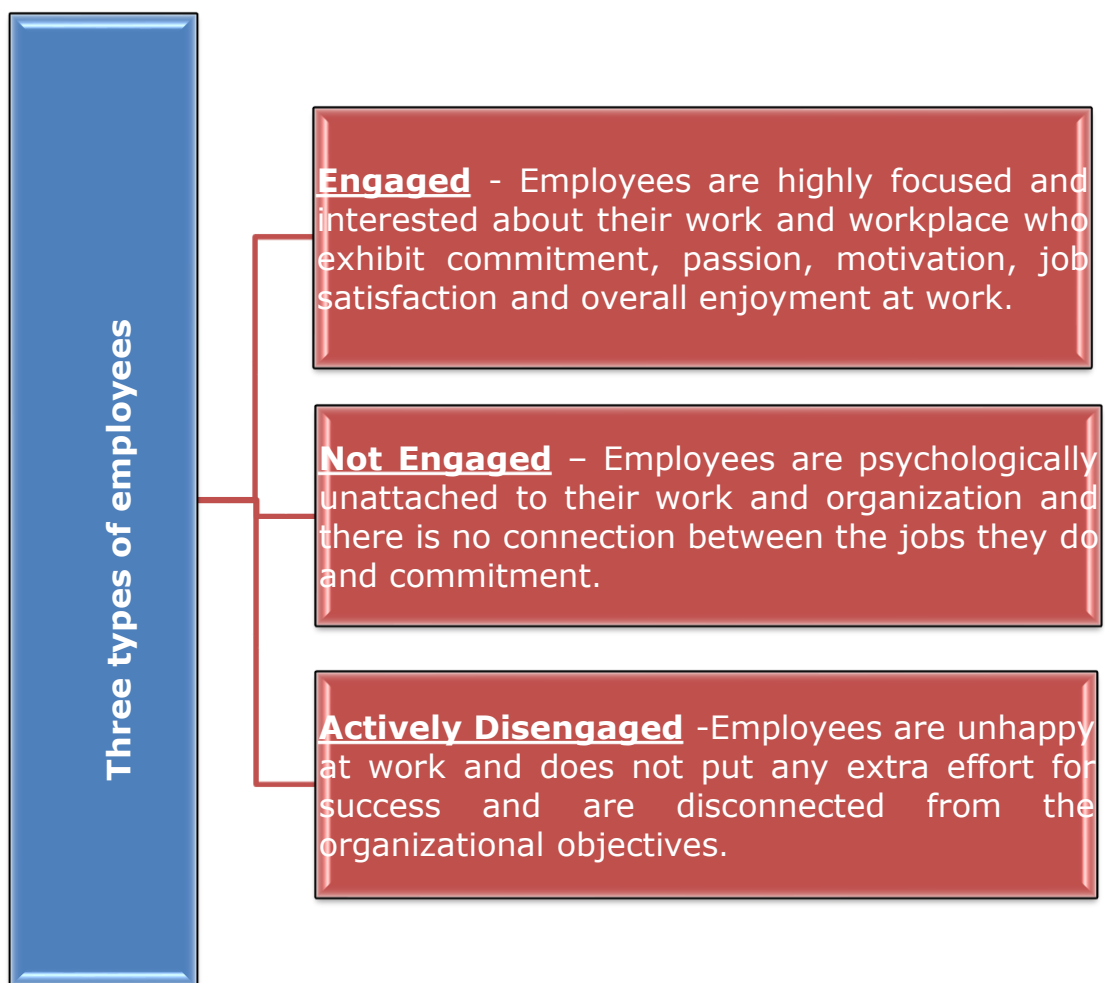 Three types of employees
Engaged - Employees are highly focused and
interested about their work and workplace who
exhibit commitment, passion, motivation, job
satisfaction and overall enjoyment at work.
Not Engaged – Employees are psychologically
unattached to their work and organization and
there is no connection between the jobs they do
and commitment.
Actively Disengaged -Employees are unhappy
at work and does not put any extra effort for
success and are disconnected from the
organizational objectives.